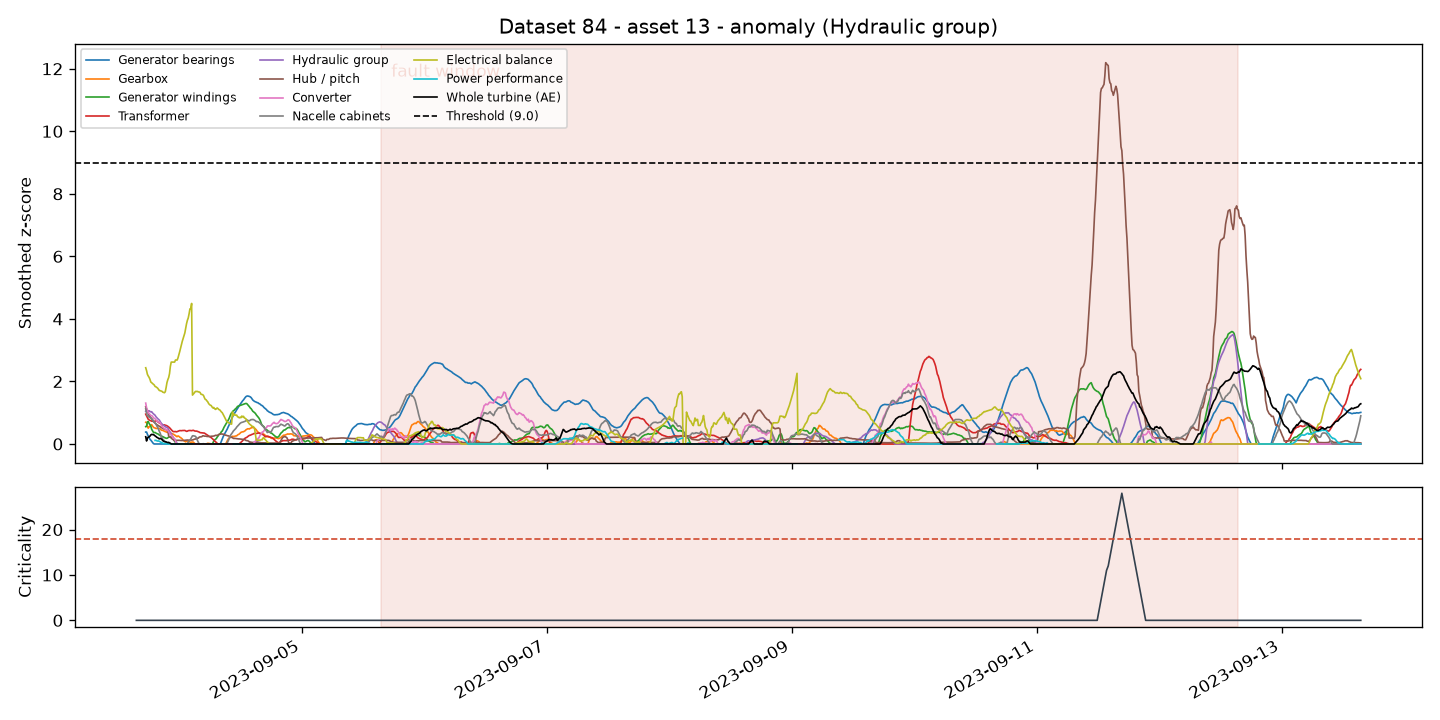 Dataset 84 - asset 13 - anomaly (Hydraulic group)
Generator bearings
Gearbox
Generator windings
Transformer
Hydraulic group
Hub / pitch
Converter
Nacelle cabinets
Electrical balance
Power performance
Whole turbine (AE)
Threshold (9.0)
fault window
Smoothed z-score
12
10
8
6
4
2
0
Criticality
20
10
0
2023-09-05
2023-09-07
2023-09-09
2023-09-11
2023-09-13